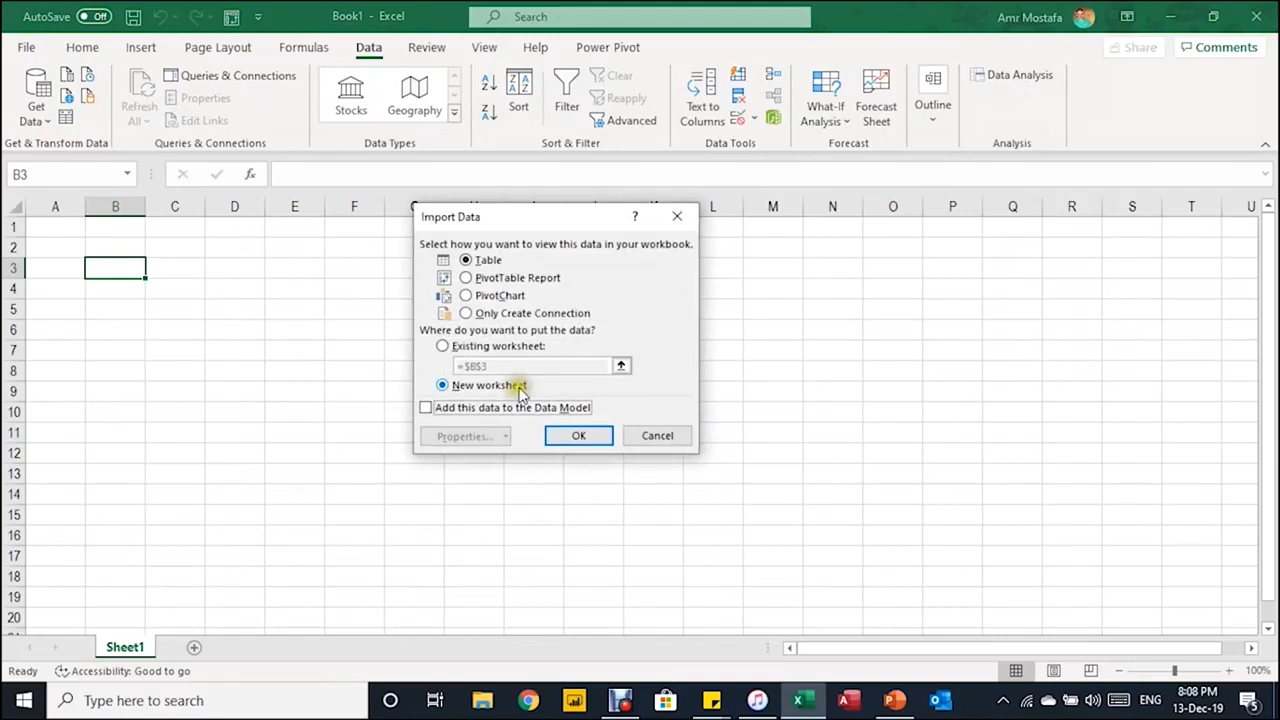 AutoSave Off Book1 - Excel Search Amr Mostafa
File Home Insert Page Layout Formulas Data Review View Help Power Pivot Share Comments
Get Data Refresh All Queries & Connections Properties Edit Links Stocks Geography Sort Filter Clear Reapply Advanced Text to Columns What-If Analysis Forecast Sheet Outline Data Analysis
Get & Transform Data Queries & Connections Data Types Sort & Filter Data Tools Forecast Analysis
B3 fx
A B C D E F L M N O P Q R S T U
1
2
3
4
5
6
7
8
9
10
11
12
13
14
15
16
17
18
19
20
Import Data ?
Select how you want to view this data in your workbook.
Table
PivotTable Report
PivotChart
Only Create Connection
Where do you want to put the data?
Existing worksheet:
=$B$3
New worksheet
Add this data to the Data Model
Properties... OK Cancel
Sheet1
Ready Accessibility: Good to go 100%
Type here to search ENG 8:08 PM
13-Dec-19 5